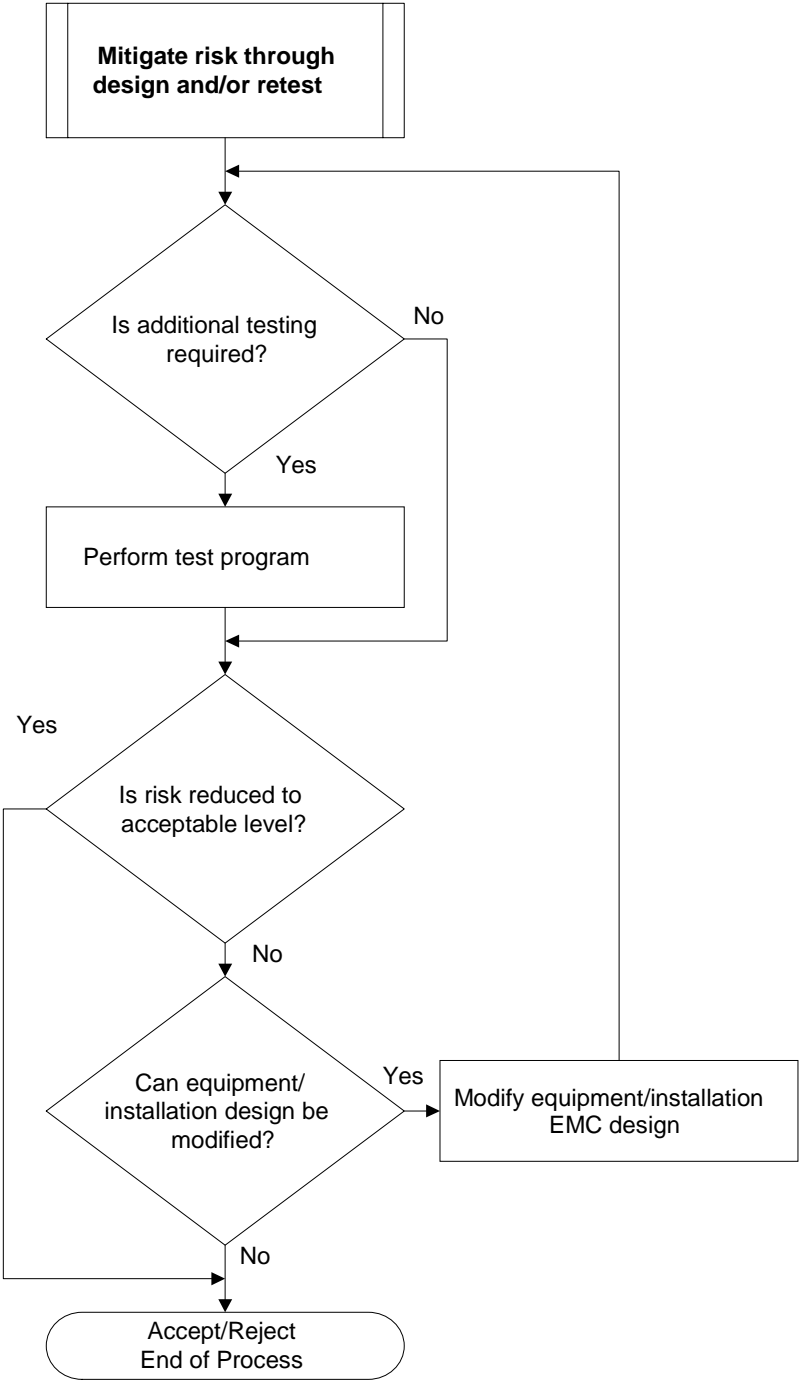 Mitigate risk through
design and/or retest
Is additional testing
required?
No
Yes
Perform test program
Yes
Is risk reduced to
acceptable level?
No
Can equipment/
installation design be
modified?
Yes
Modify equipment/installation
EMC design
No
Accept/Reject
End of Process